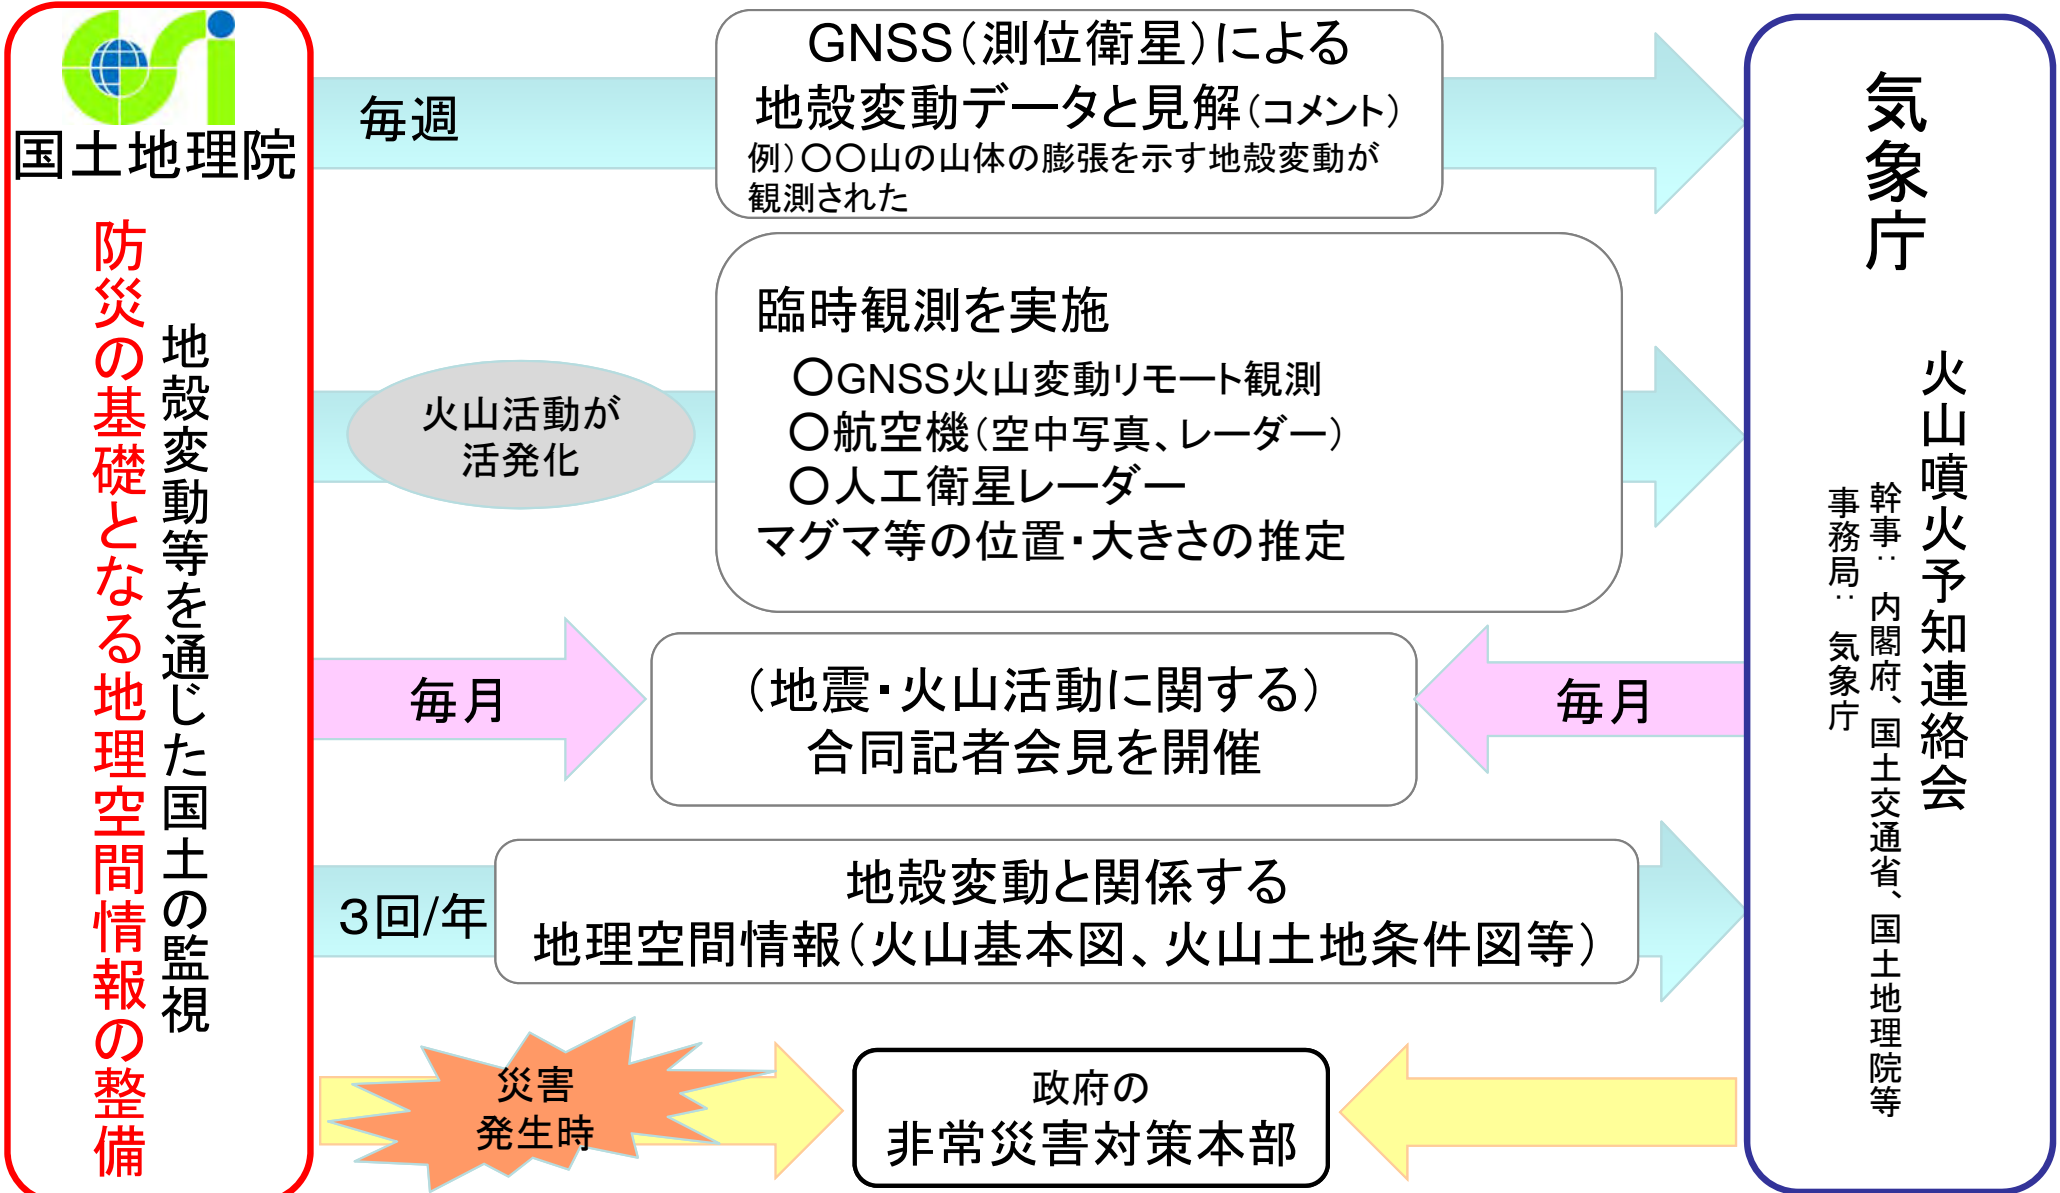 GSi
国土地理院
防災の基礎となる地理空間情報の整備
地殻変動等を通じた国土の監視
毎週
GNSS(測位衛星)による
地殻変動データと見解(コメント)
例)〇〇山の山体の膨張を示す地殻変動が
観測された
火山活動が
活発化
臨時観測を実施
〇GNSS火山変動リモート観測
〇航空機(空中写真、レーダー)
〇人工衛星レーダー
マグマ等の位置・大きさの推定
毎月
(地震・火山活動に関する)
合同記者会見を開催
毎月
3回/年
地殻変動と関係する
地理空間情報(火山基本図、火山土地条件図等)
災害
発生時
政府の
非常災害対策本部
気象庁
火山噴火予知連絡会
幹事: 内閣府、国土交通省、国土地理院等
事務局: 気象庁